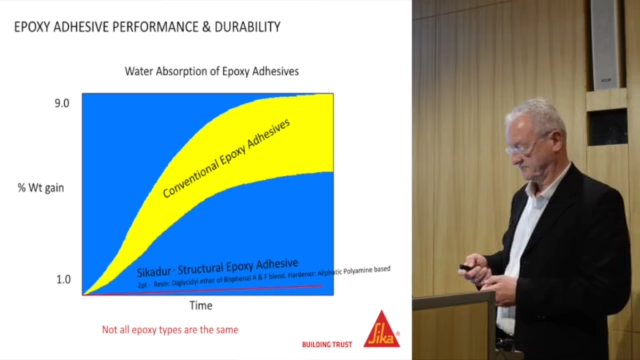 EPOXY ADHESIVE PERFORMANCE & DURABILITY
Water Absorption of Epoxy Adhesives
9.0
Conventional Epoxy Adhesives
% Wt gain
Sikadur - Structural Epoxy Adhesive
2pt - Resin: Diglycidyl ether of Bisphenol A & F blend. Hardener: Aliphatic Polyamine based
1.0
Time
Not all epoxy types are the same
BUILDING TRUST
Sika®